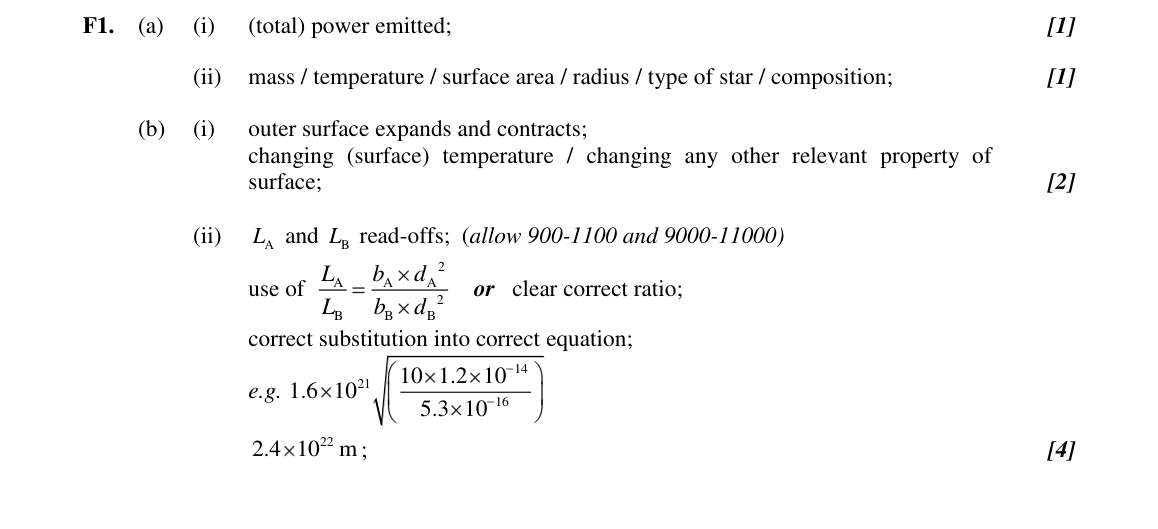 F1. (a) (i) (total) power emitted; [1]
(ii) mass / temperature / surface area / radius / type of star / composition; [1]
(b) (i) outer surface expands and contracts;
changing (surface) temperature / changing any other relevant property of
surface; [2]
(ii) L_A and L_B read-offs; (allow 900-1100 and 9000-11000)
use of L_A/L_B = (b_A × d_A²)/(b_B × d_B²) or clear correct ratio;
correct substitution into correct equation;
e.g. 1.6×10²¹ √((10×1.2×10⁻¹⁴)/(5.3×10⁻¹⁶))
2.4×10²² m ; [4]